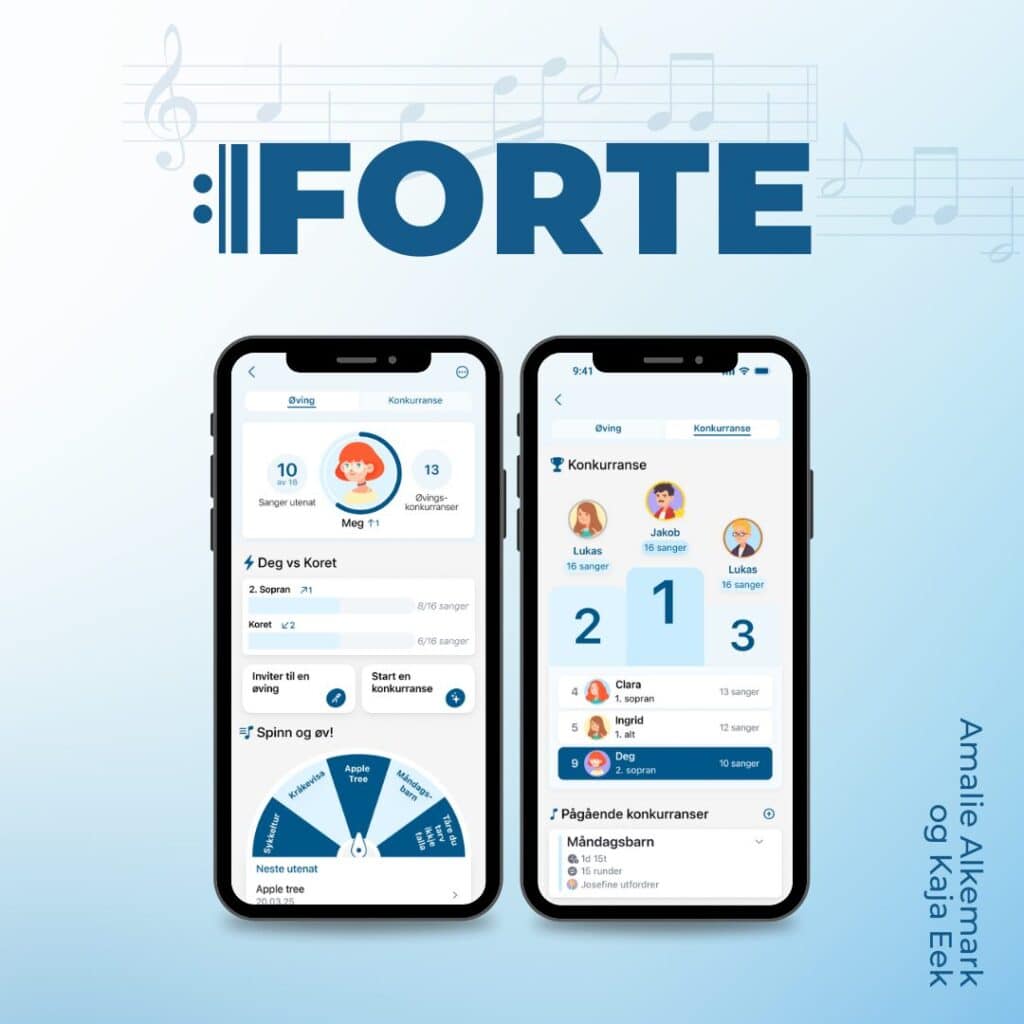 FORTE
Øving
Konkurranse
10
av 16
Sanger utenat
13
Øvings-
konkurranser
Meg ↑1
Deg vs Koret
2. Sopran ↗1
8/16 sanger
Koret ↙2
6/16 sanger
Inviter til en
øving
Start en
konkurranse
Spinn og øv!
Sykkeltur
Kråkevisa
Apple
Tree
Måndags-
barn
Tåre du
tarv
ikkje
falla
Neste utenat
Apple tree
20.03.25
9:41
Øving
Konkurranse
Konkurranse
Lukas
16 sanger
Jakob
16 sanger
Lukas
16 sanger
2
1
3
4
Clara
1. sopran
13 sanger
5
Ingrid
1. alt
12 sanger
9
Deg
2. sopran
10 sanger
Pågående konkurranser
Måndagsbarn
1d 15t
15 runder
Josefine utfordrer
Amalie Alkemark
og Kaja Eek